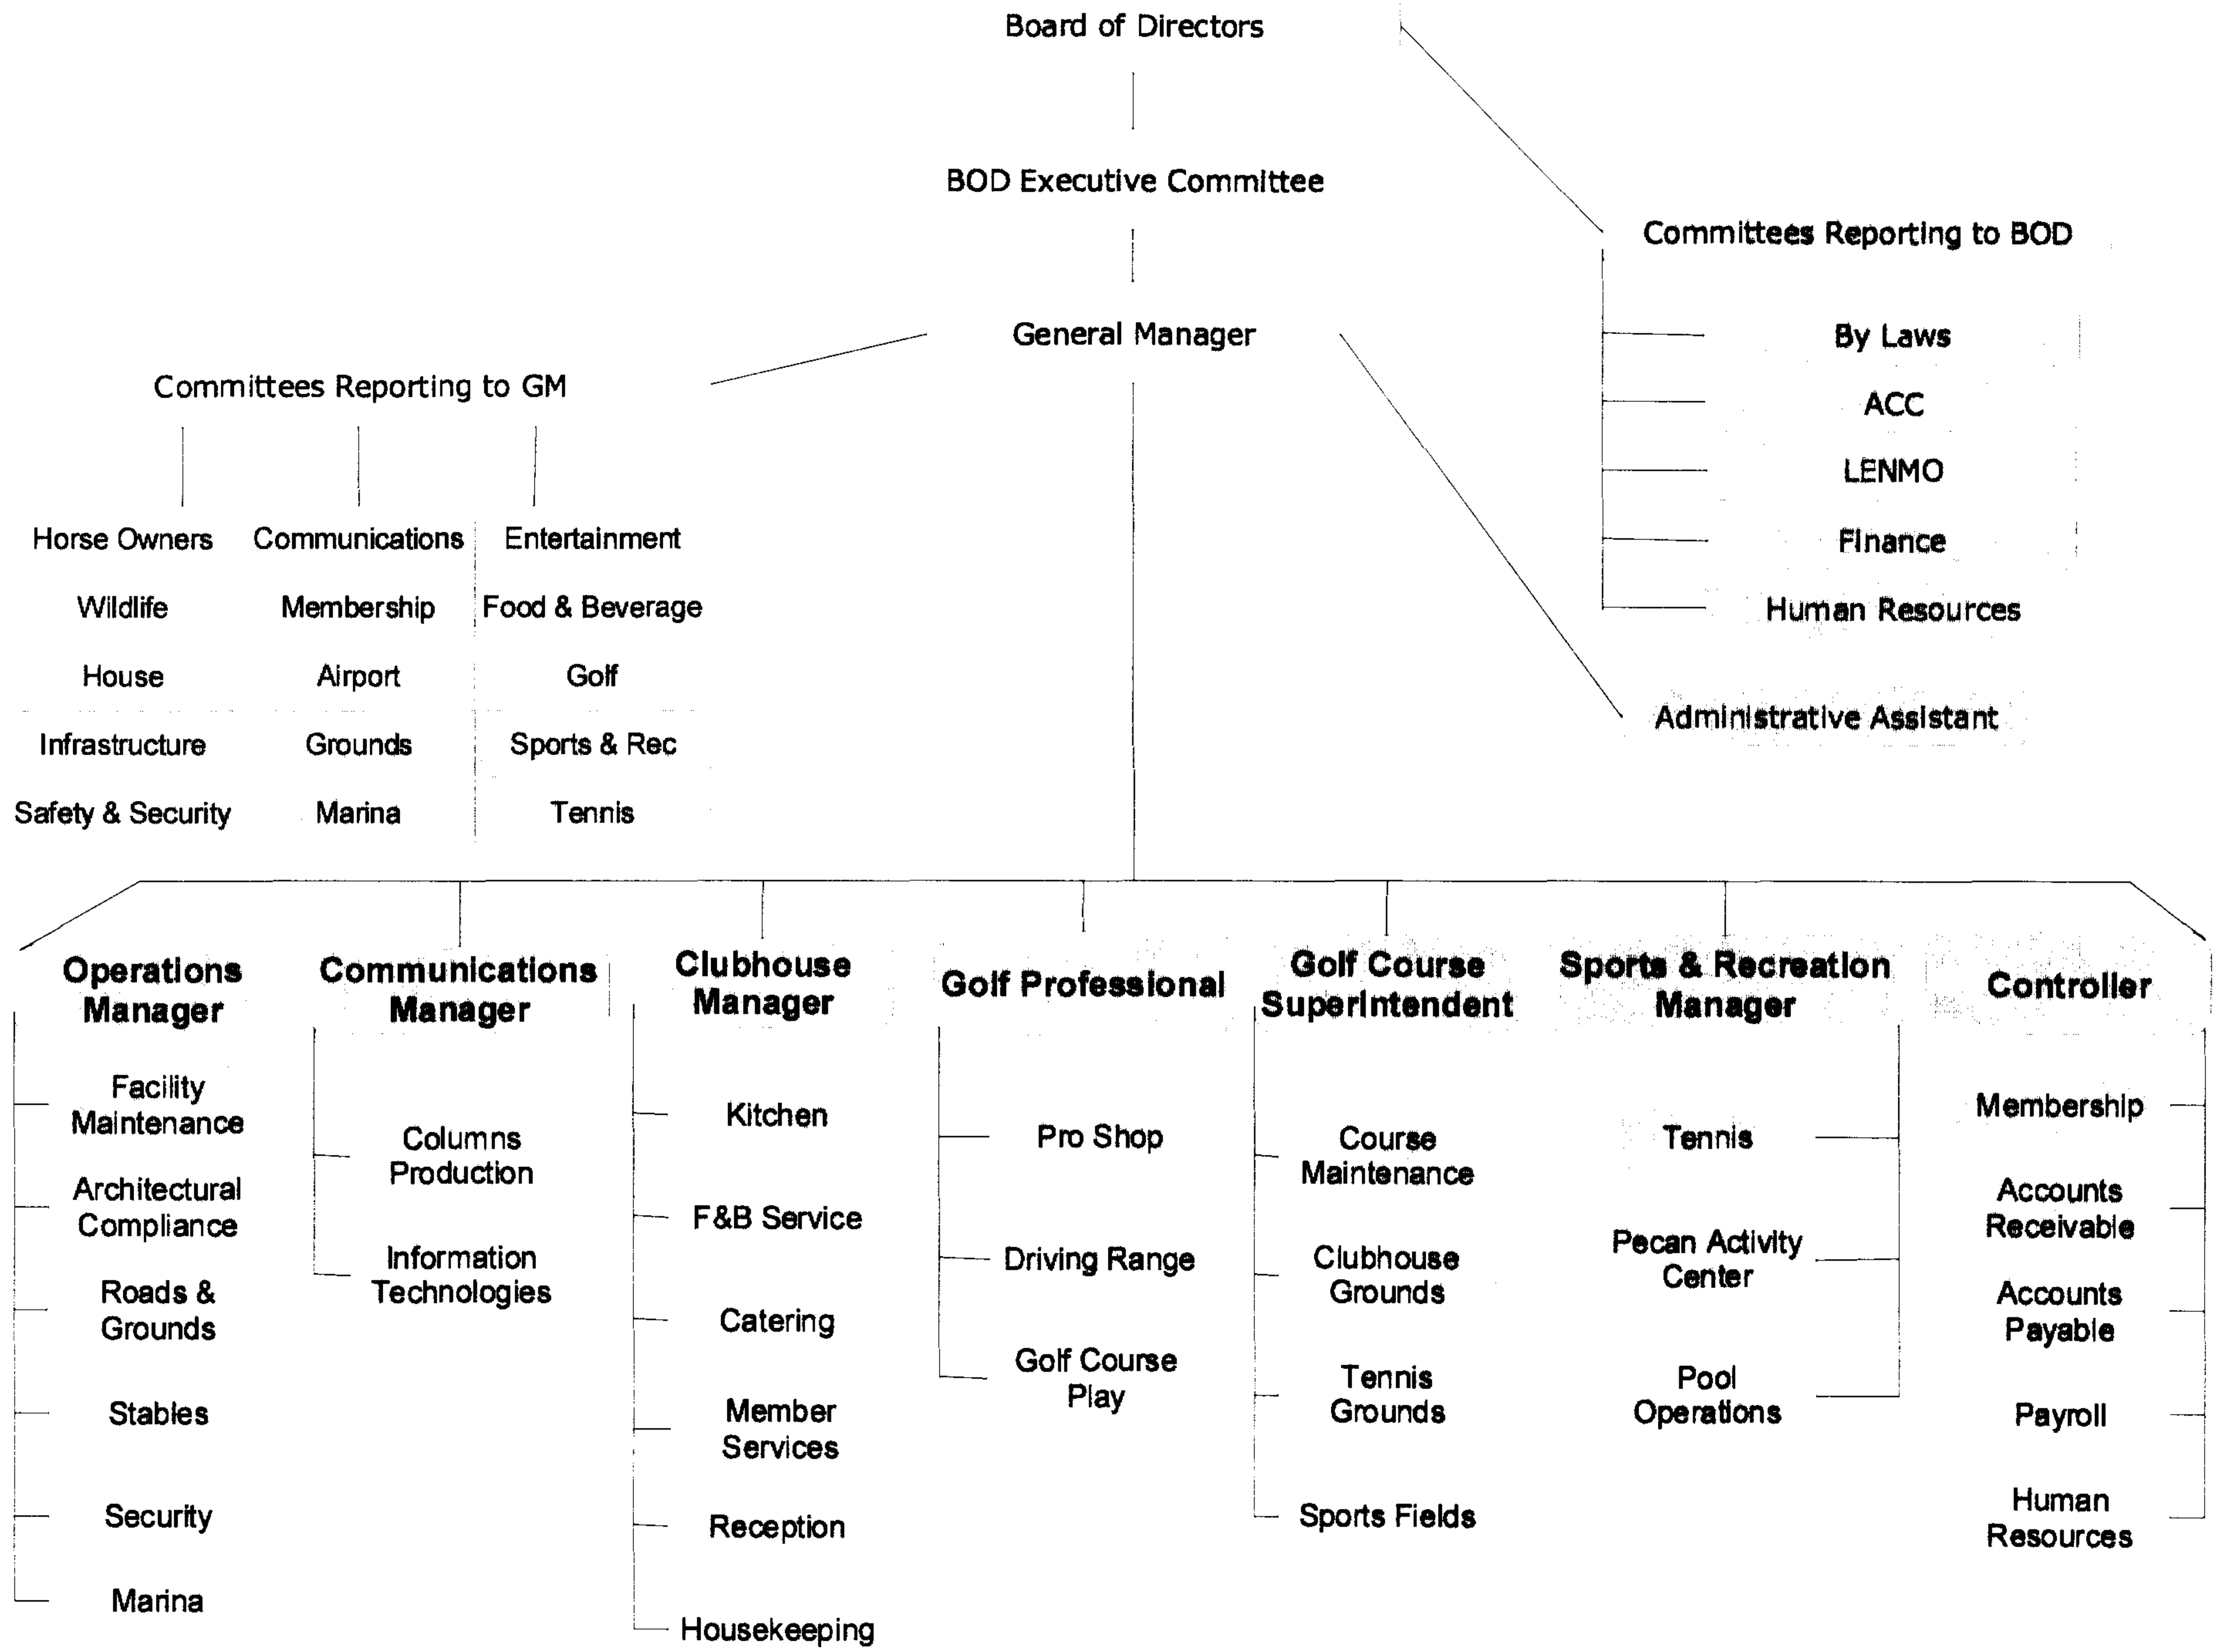 Board of Directors
BOD Executive Committee
Committees Reporting to BOD
General Manager
By Laws
ACC
LENMO
Finance
Human Resources
Administrative Assistant
Committees Reporting to GM
Horse Owners
Communications
Entertainment
Wildlife
Membership
Food & Beverage
House
Airport
Golf
Infrastructure
Grounds
Sports & Rec
Safety & Security
Marina
Tennis
Operations
Manager
Facility
Maintenance
Architectural
Compliance
Roads &
Grounds
Stables
Security
Marina
Communications
Manager
Columns
Production
Information
Technologies
Clubhouse
Manager
Kitchen
F&B Service
Catering
Member
Services
Reception
Housekeeping
Golf Professional
Pro Shop
Driving Range
Golf Course
Play
Golf Course
Superintendent
Course
Maintenance
Clubhouse
Grounds
Tennis
Grounds
Sports Fields
Sports & Recreation
Manager
Tennis
Pecan Activity
Center
Pool
Operations
Controller
Membership
Accounts
Receivable
Accounts
Payable
Payroll
Human
Resources